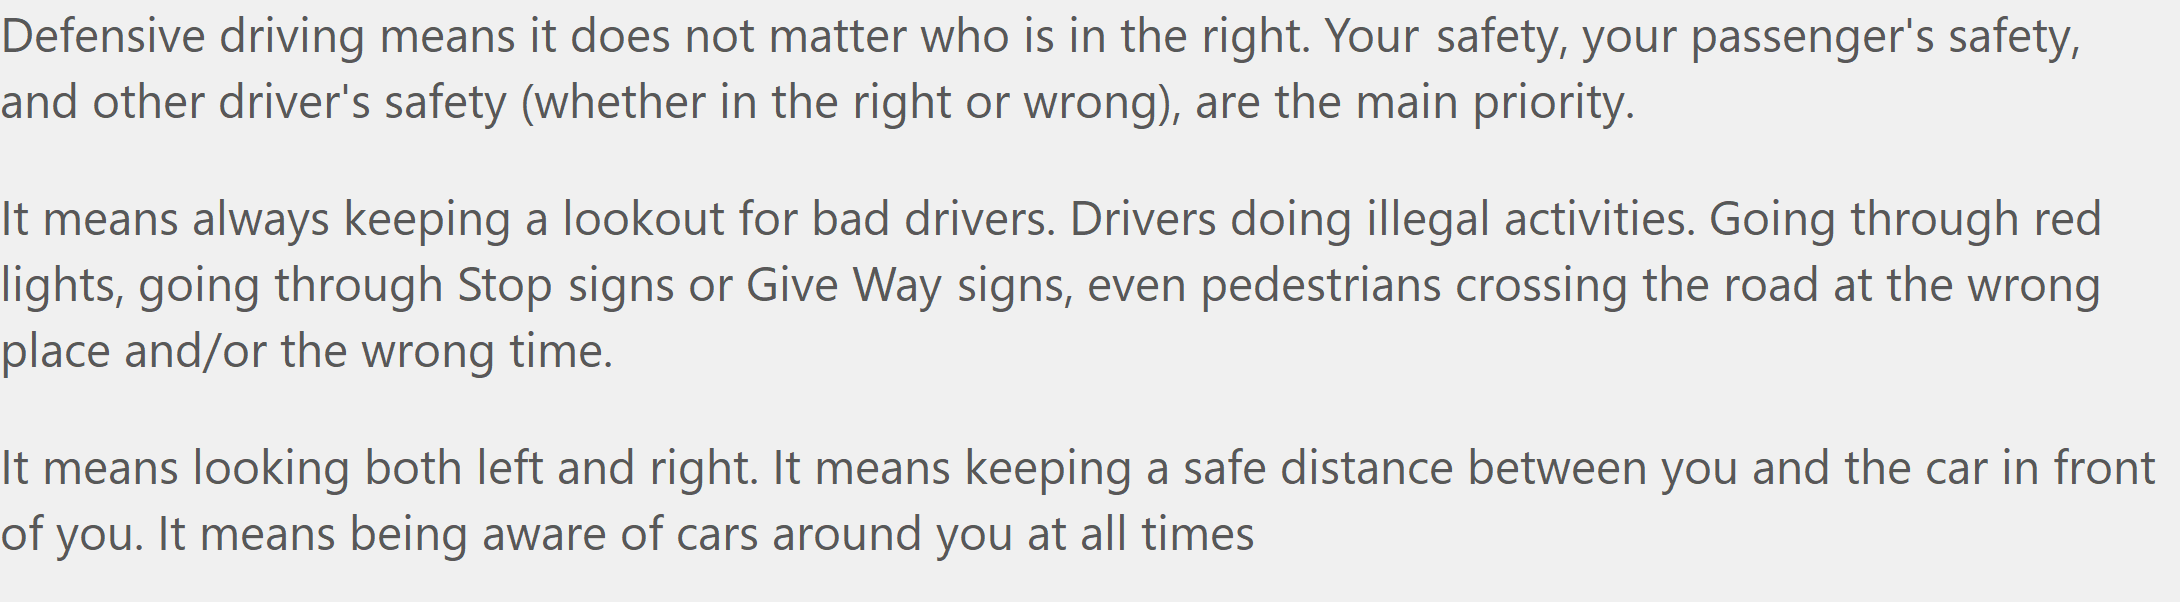 Defensive driving means it does not matter who is in the right. Your safety, your passenger's safety,
and other driver's safety (whether in the right or wrong), are the main priority.
It means always keeping a lookout for bad drivers. Drivers doing illegal activities. Going through red
lights, going through Stop signs or Give Way signs, even pedestrians crossing the road at the wrong
place and/or the wrong time.
It means looking both left and right. It means keeping a safe distance between you and the car in front
of you. It means being aware of cars around you at all times